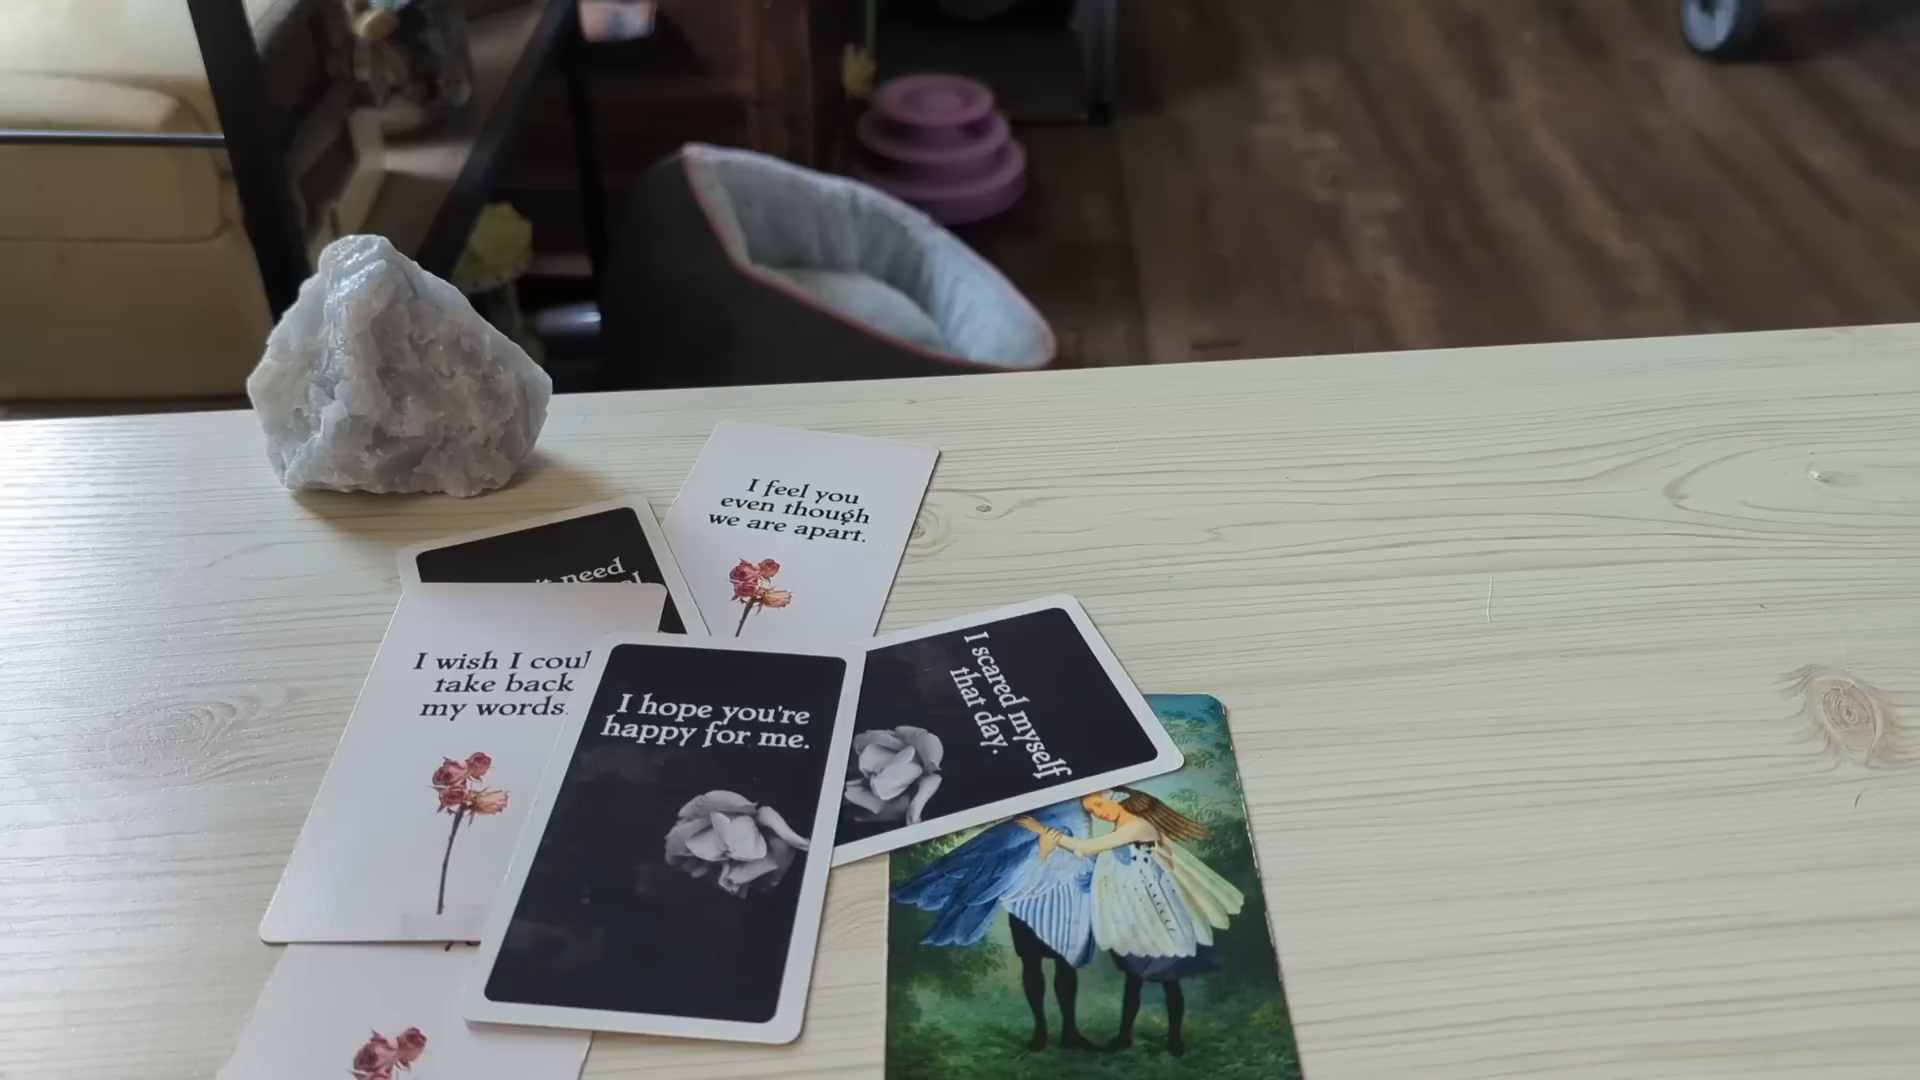 I feel you
even though
we are apart.
need
I wish I coul
take back
my words.
I hope you're
happy for me.
I scared myself
that day.